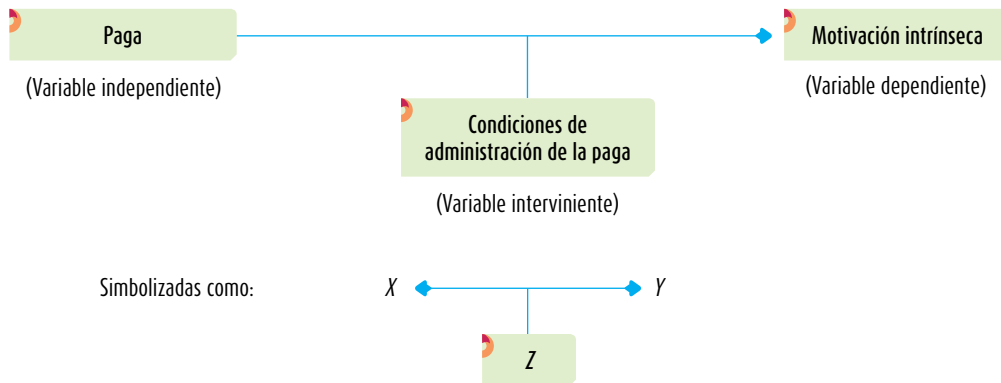 Paga
Motivación intrínseca
(Variable independiente)
(Variable dependiente)
Condiciones de
administración de la paga
(Variable interviniente)
Simbolizadas como:
X
Y
Z